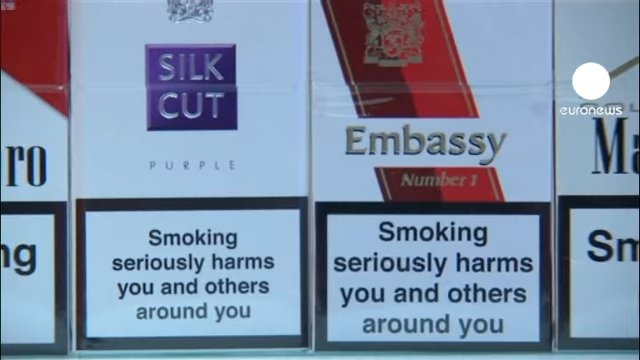 SILK
CUT
PURPLE
Smoking
seriously harms
you and others
around you
Embassy
Number 1
Smoking
seriously harms
you and others
around you
euronews
ro
ng
Ma
Sm